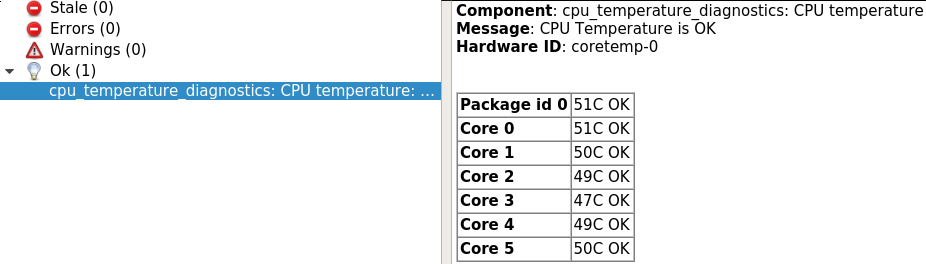 Stale (0)
Errors (0)
Warnings (0)
Ok (1)
cpu_temperature_diagnostics: CPU temperature: ...
Component: cpu_temperature_diagnostics: CPU temperature
Message: CPU Temperature is OK
Hardware ID: coretemp-0
Package id 0 51C OK
Core 0 51C OK
Core 1 50C OK
Core 2 49C OK
Core 3 47C OK
Core 4 49C OK
Core 5 50C OK